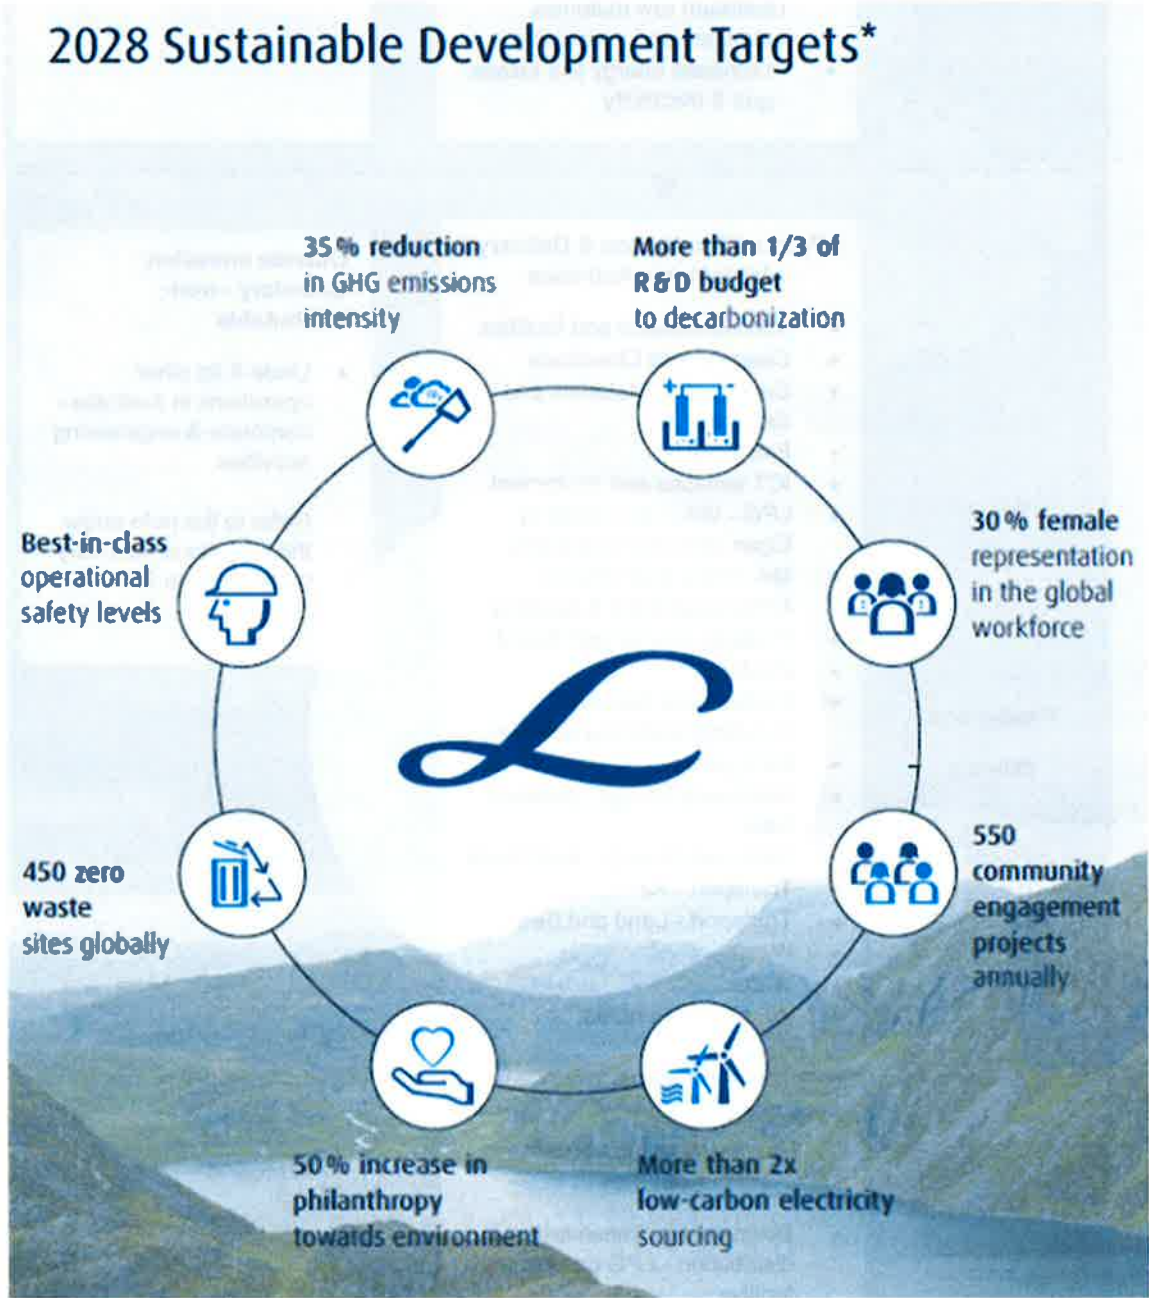 2028 Sustainable Development Targets*
35% reduction
in GHG emissions
intensity
More than 1/3 of
R&D budget
to decarbonization
30% female
representation
in the global
workforce
550
community
engagement
projects
annually
More than 2x
low-carbon electricity
sourcing
50% increase in
philanthropy
towards environment
450 zero
waste
sites globally
Best-in-class
operational
safety levels